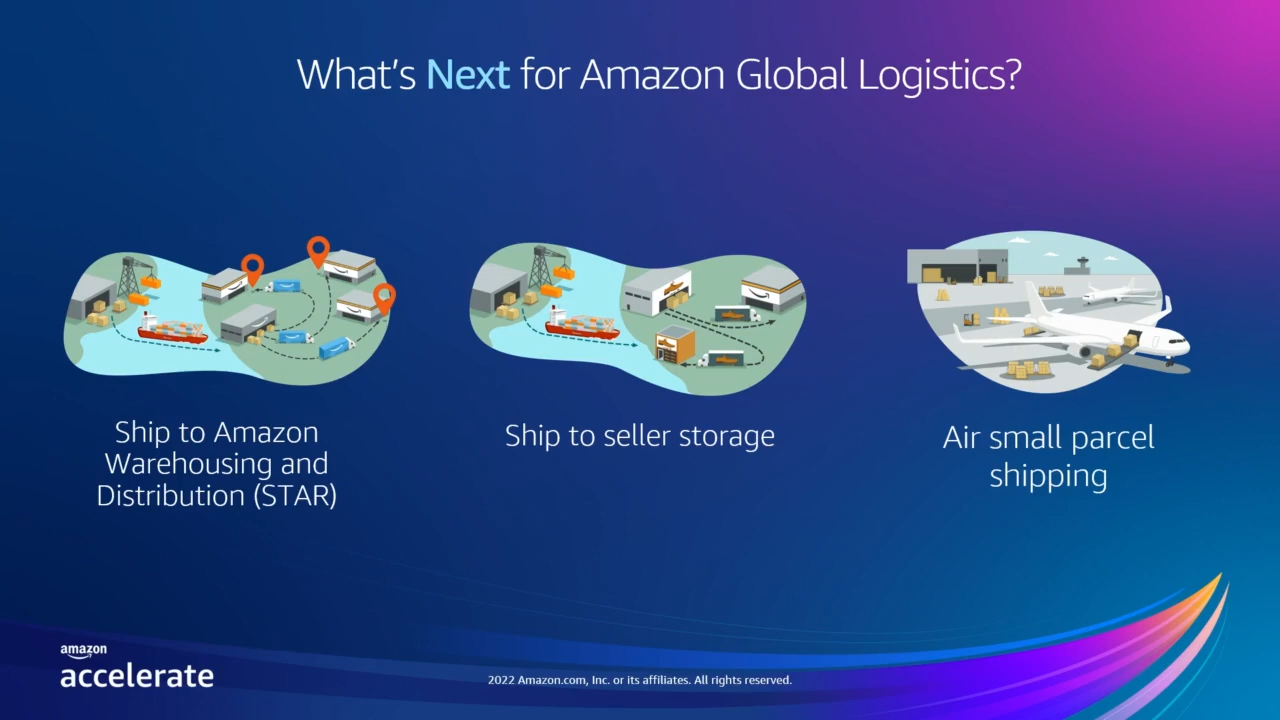 What's Next for Amazon Global Logistics?
Ship to Amazon
Warehousing and
Distribution (STAR)
Ship to seller storage
Air small parcel
shipping
amazon
accelerate
2022 Amazon.com, Inc. or its affiliates. All rights reserved.